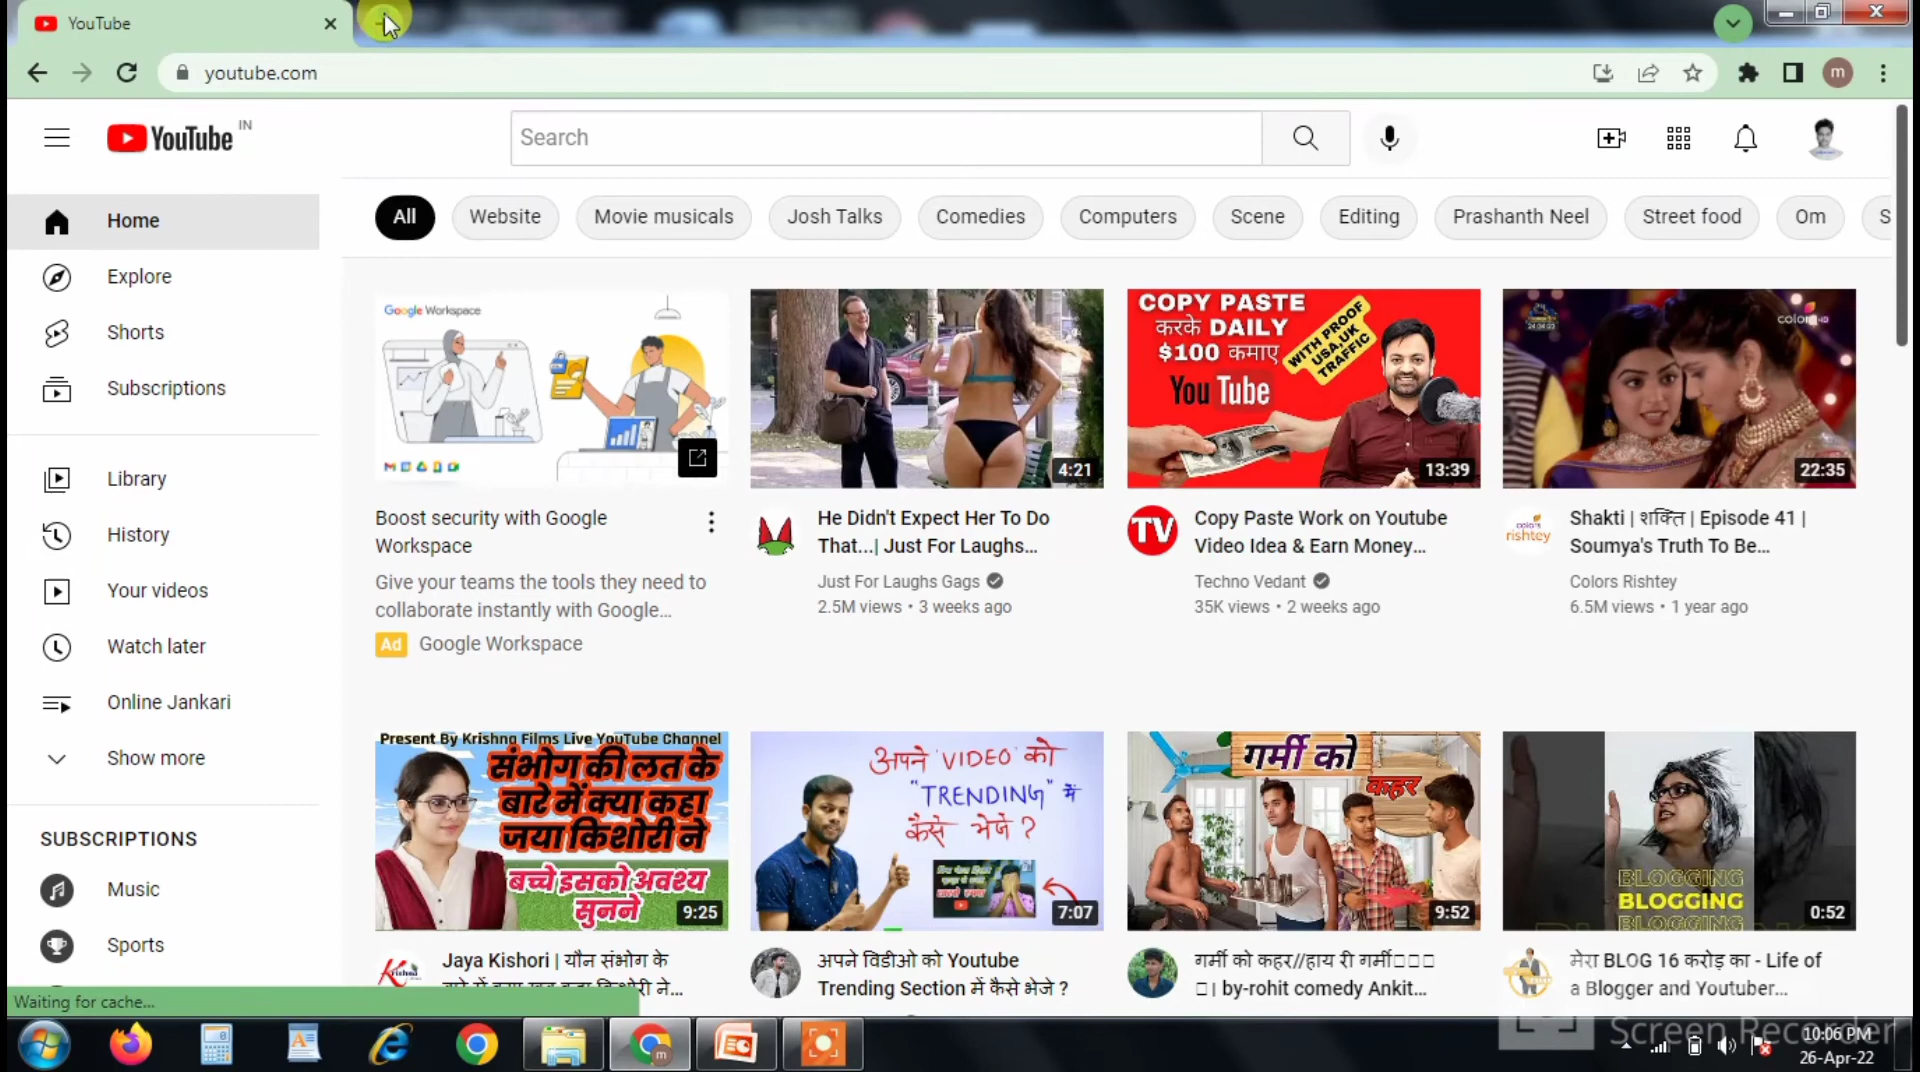 YouTube
youtube.com
m
YouTube IN
Search
All
Website
Movie musicals
Josh Talks
Comedies
Computers
Scene
Editing
Prashanth Neel
Street food
Om
S
Home
Explore
Shorts
Subscriptions
Library
History
Your videos
Watch later
Online Jankari
Show more
SUBSCRIPTIONS
Music
Sports
Google Workspace
Boost security with Google
Workspace
Give your teams the tools they need to
collaborate instantly with Google...
Ad Google Workspace
4:21
He Didn't Expect Her To Do
That...| Just For Laughs...
Just For Laughs Gags
2.5M views • 3 weeks ago
COPY PASTE
करके DAILY
$100 कमाए
WITH PROOF
USA,UK
TRAFFIC
You Tube
13:39
TV
Copy Paste Work on Youtube
Video Idea & Earn Money...
Techno Vedant
35K views • 2 weeks ago
colors HD
22:35
colors
rishtey
Shakti | शक्ति | Episode 41 |
Soumya's Truth To Be...
Colors Rishtey
6.5M views • 1 year ago
Present By Krishna Films Live YouTube Channel
संभोग की लत के
बारे में क्या कहा
जया किशोरी ने
बच्चे इसको अवश्य
सुनने
9:25
Krishna
Jaya Kishori | यौन संभोग के
अपने 'VIDEO' को
"TRENDING" में
कैसे भेजे ?
7:07
अपने विडीओ को Youtube
Trending Section में कैसे भेजे ?
गर्मी को
कहर
9:52
गर्मी को कहर//हाय री गर्मी
| by-rohit comedy Ankit...
BLOGGING
BLOGGING
BLOGGING
0:52
मेरा BLOG 16 करोड़ का - Life of
a Blogger and Youtuber...
Waiting for cache...
m
Screen Recorder
10:06 PM
26-Apr-22